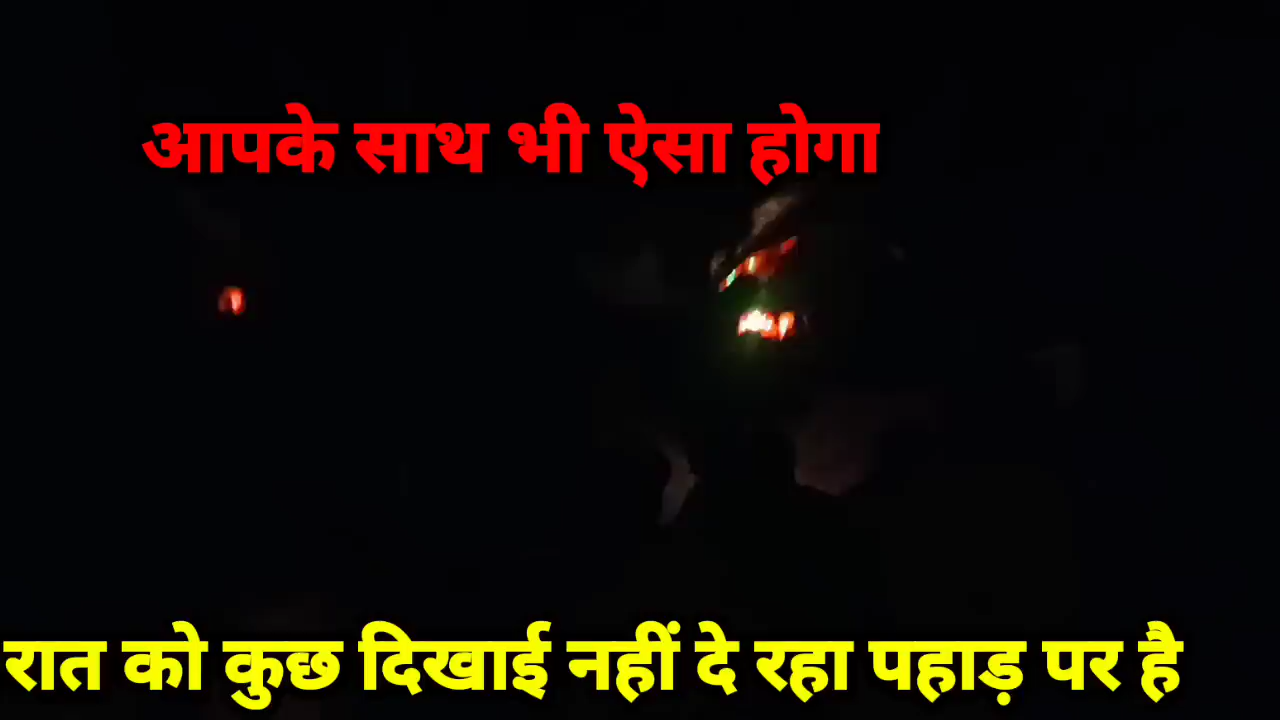 आपके साथ भी ऐसा होगा
रात को कुछ दिखाई नहीं दे रहा पहाड़ पर है